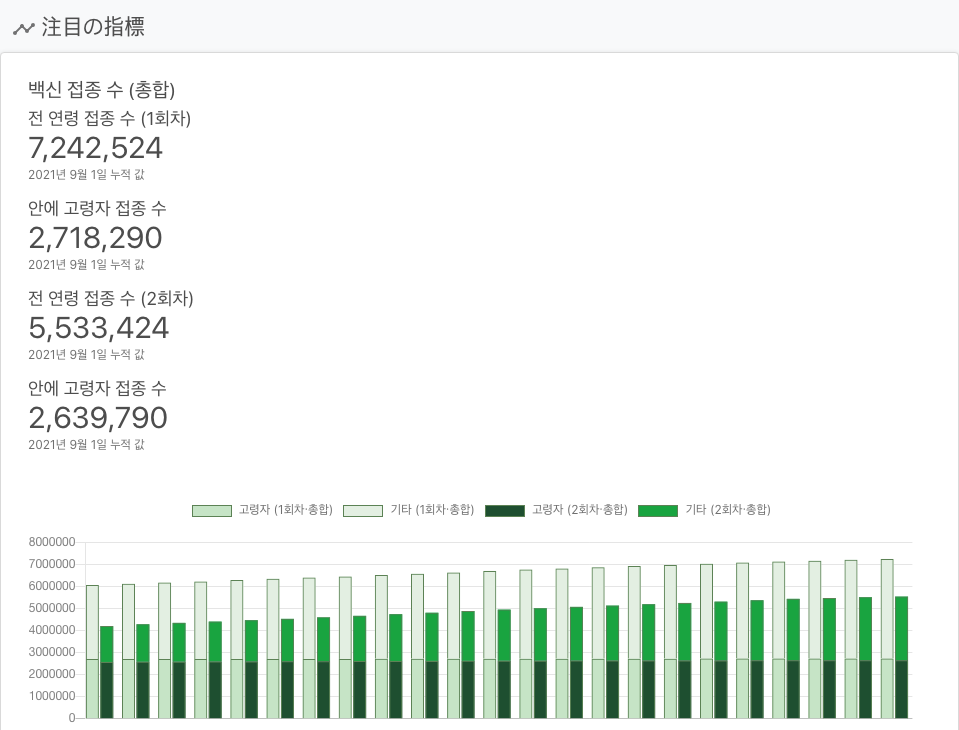 注目の指標
백신 접종 수 (총합)
전 연령 접종 수 (1회차)
7,242,524
2021년 9월 1일 누적 값
안에 고령자 접종 수
2,718,290
2021년 9월 1일 누적 값
전 연령 접종 수 (2회차)
5,533,424
2021년 9월 1일 누적 값
안에 고령자 접종 수
2,639,790
2021년 9월 1일 누적 값
고령자 (1회차·총합) 기타 (1회차·총합) 고령자 (2회차·총합) 기타 (2회차·총합)
8000000
7000000
6000000
5000000
4000000
3000000
2000000
1000000
0